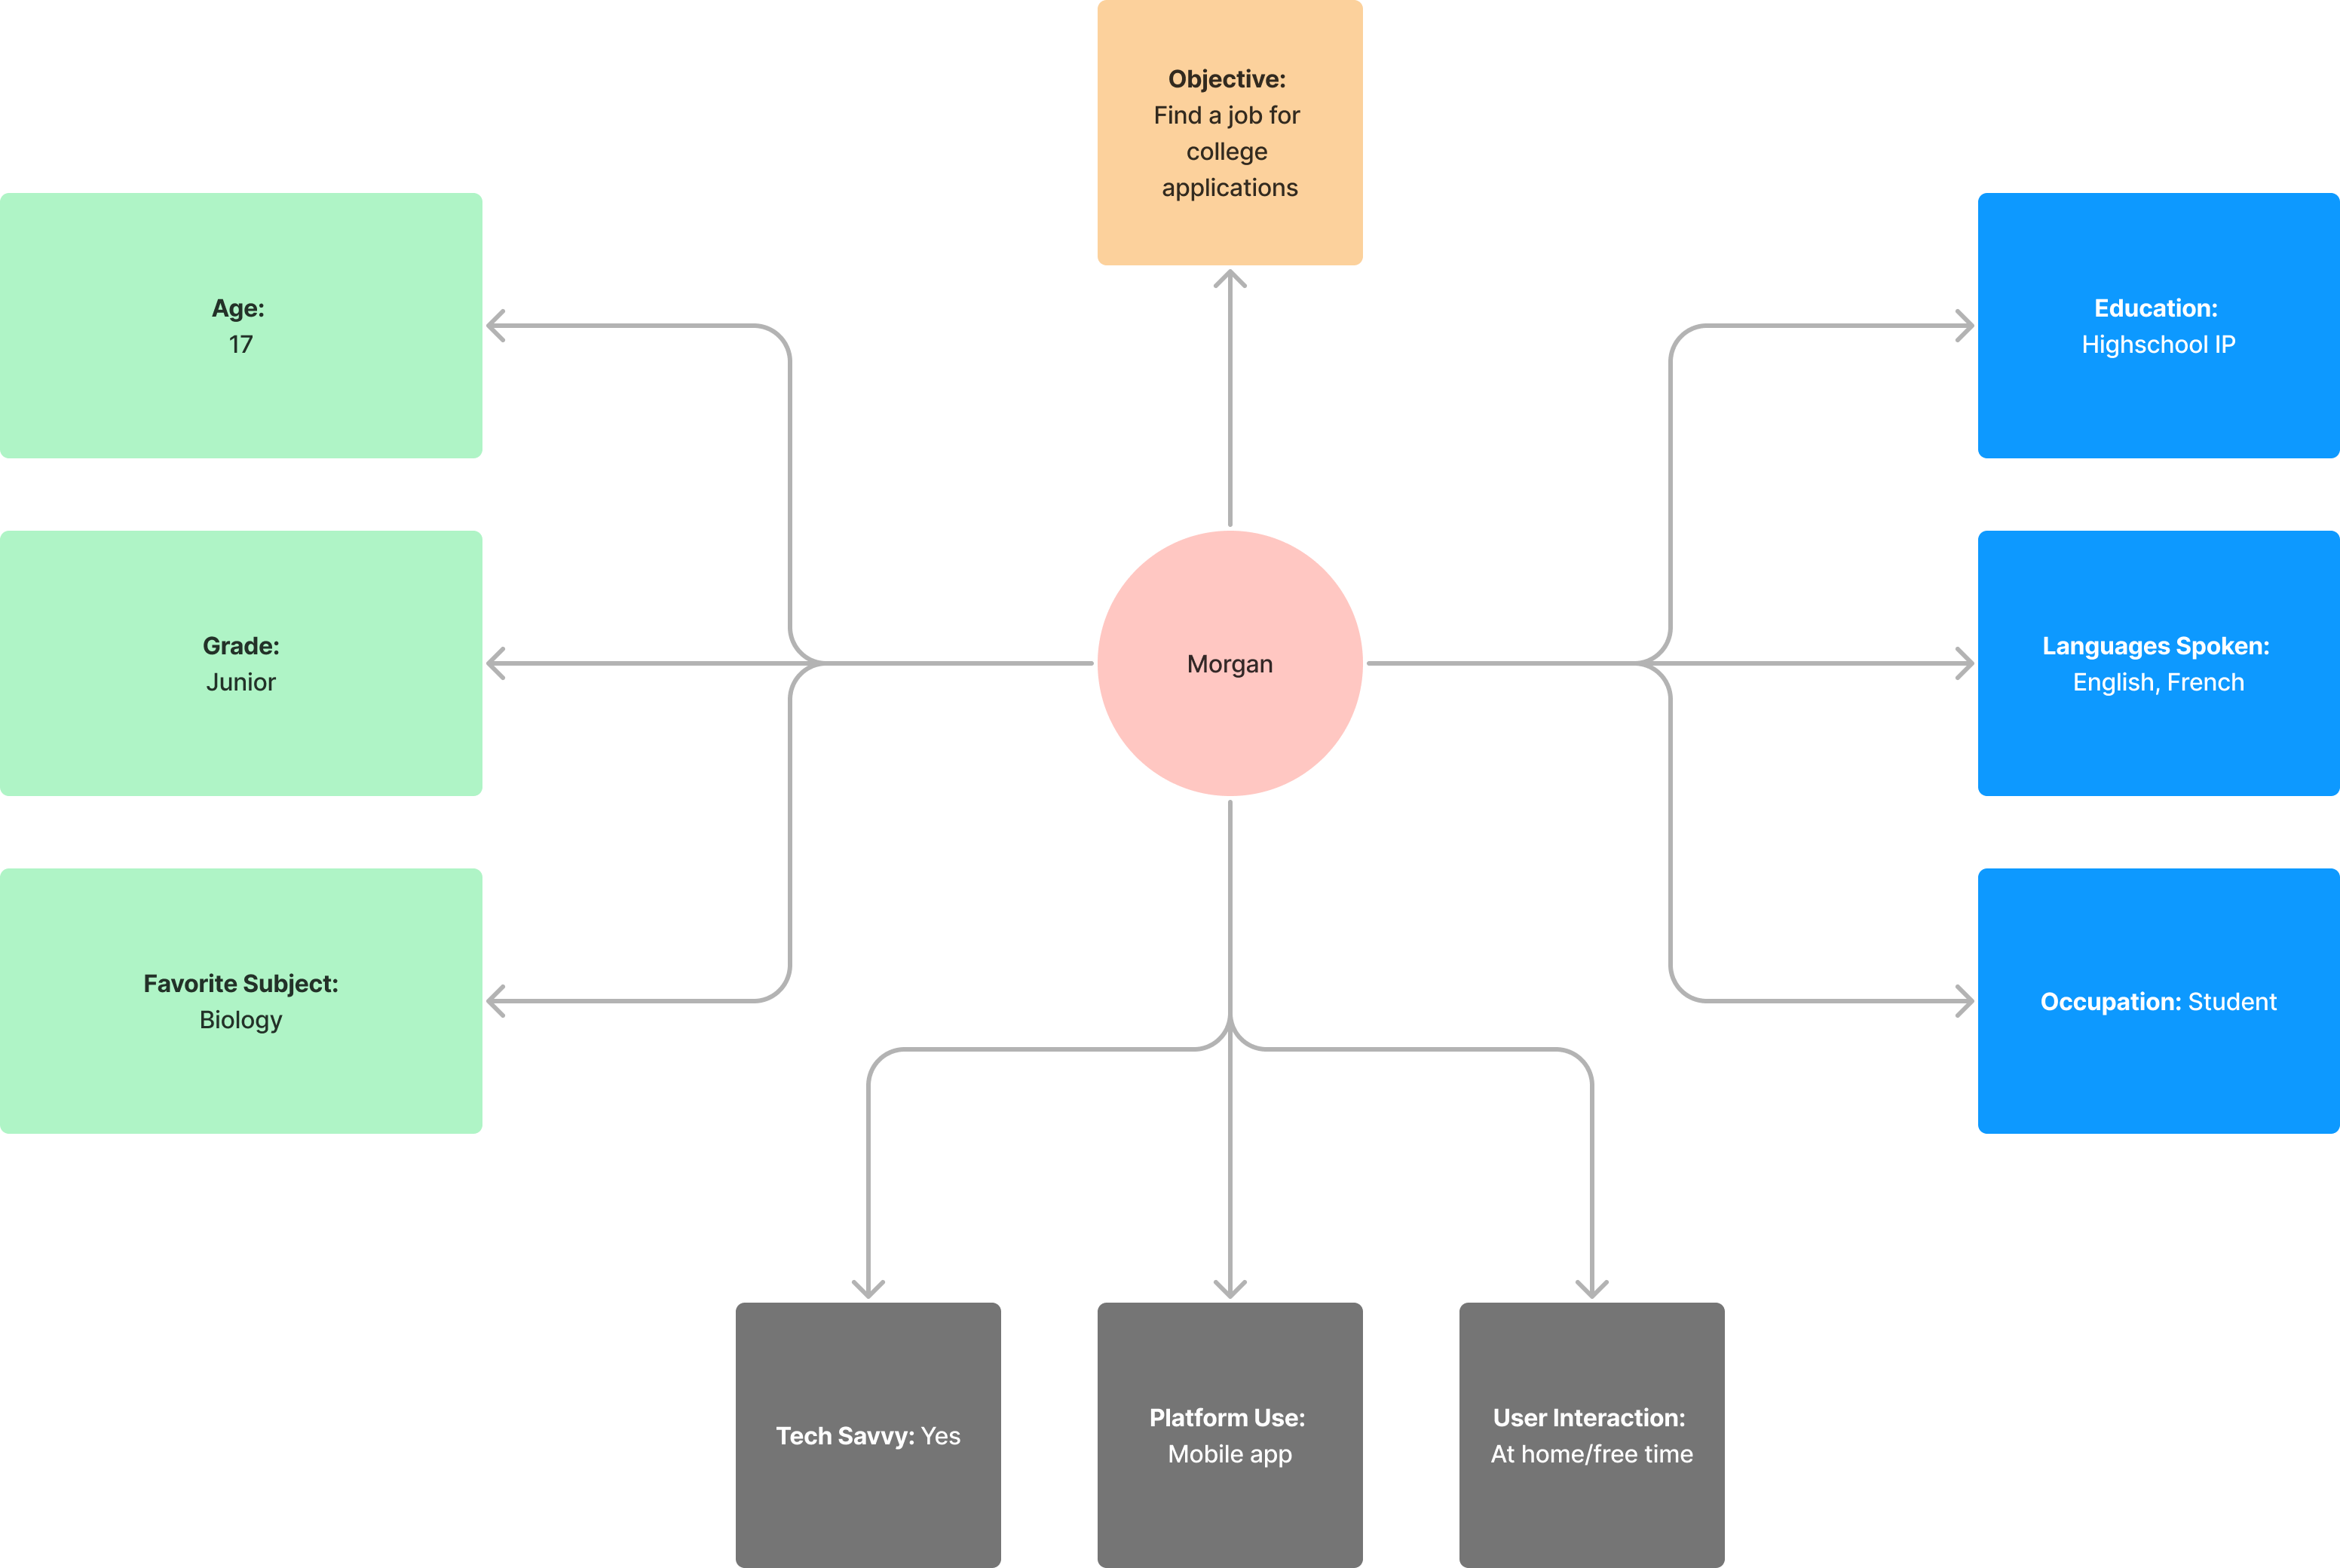 Objective:
Find a job for
college
applications
Age:
17
Education:
Highschool IP
Grade:
Junior
Morgan
Languages Spoken:
English, French
Favorite Subject:
Biology
Occupation: Student
Tech Savvy: Yes
Platform Use:
Mobile app
User Interaction:
At home/free time